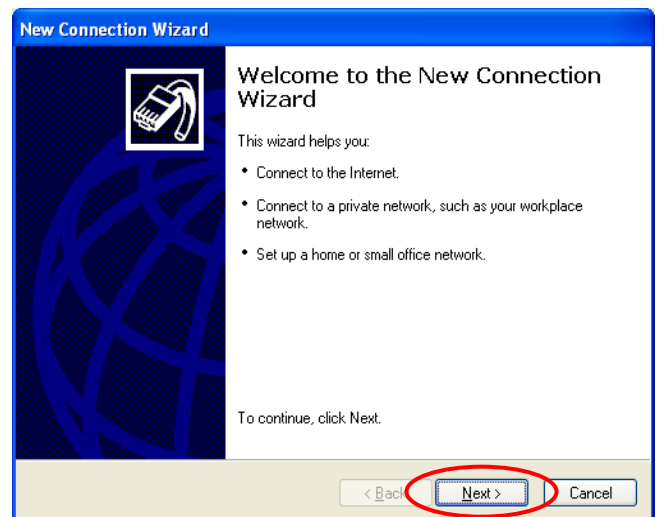 New Connection Wizard
Welcome to the New Connection
Wizard
This wizard helps you:
• Connect to the Internet.
• Connect to a private network, such as your workplace
network.
• Set up a home or small office network.
To continue, click Next.
< Back Next > Cancel